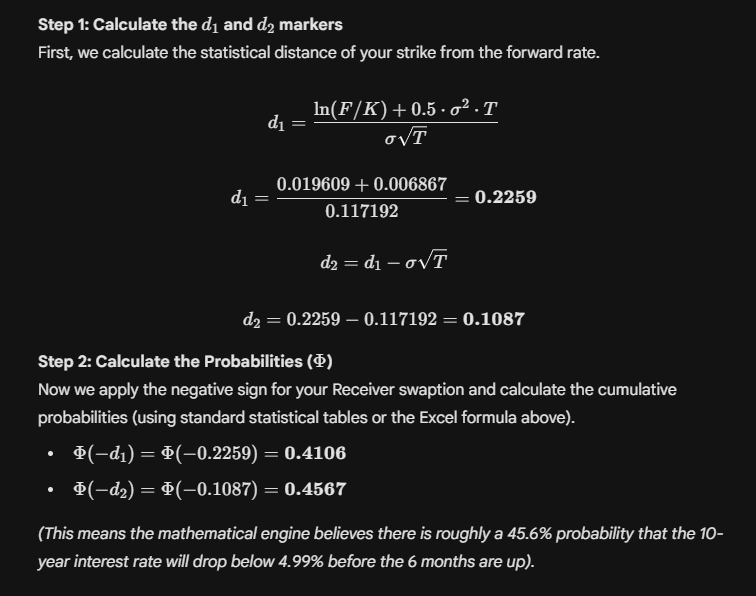 Step 1: Calculate the d₁ and d₂ markers
First, we calculate the statistical distance of your strike from the forward rate.
d₁ = (ln(F/K) + 0.5 · σ² · T) / (σ√T)
d₁ = (0.019609 + 0.006867) / 0.117192 = 0.2259
d₂ = d₁ − σ√T
d₂ = 0.2259 − 0.117192 = 0.1087
Step 2: Calculate the Probabilities (Φ)
Now we apply the negative sign for your Receiver swaption and calculate the cumulative
probabilities (using standard statistical tables or the Excel formula above).
• Φ(−d₁) = Φ(−0.2259) = 0.4106
• Φ(−d₂) = Φ(−0.1087) = 0.4567
(This means the mathematical engine believes there is roughly a 45.6% probability that the 10-
year interest rate will drop below 4.99% before the 6 months are up).